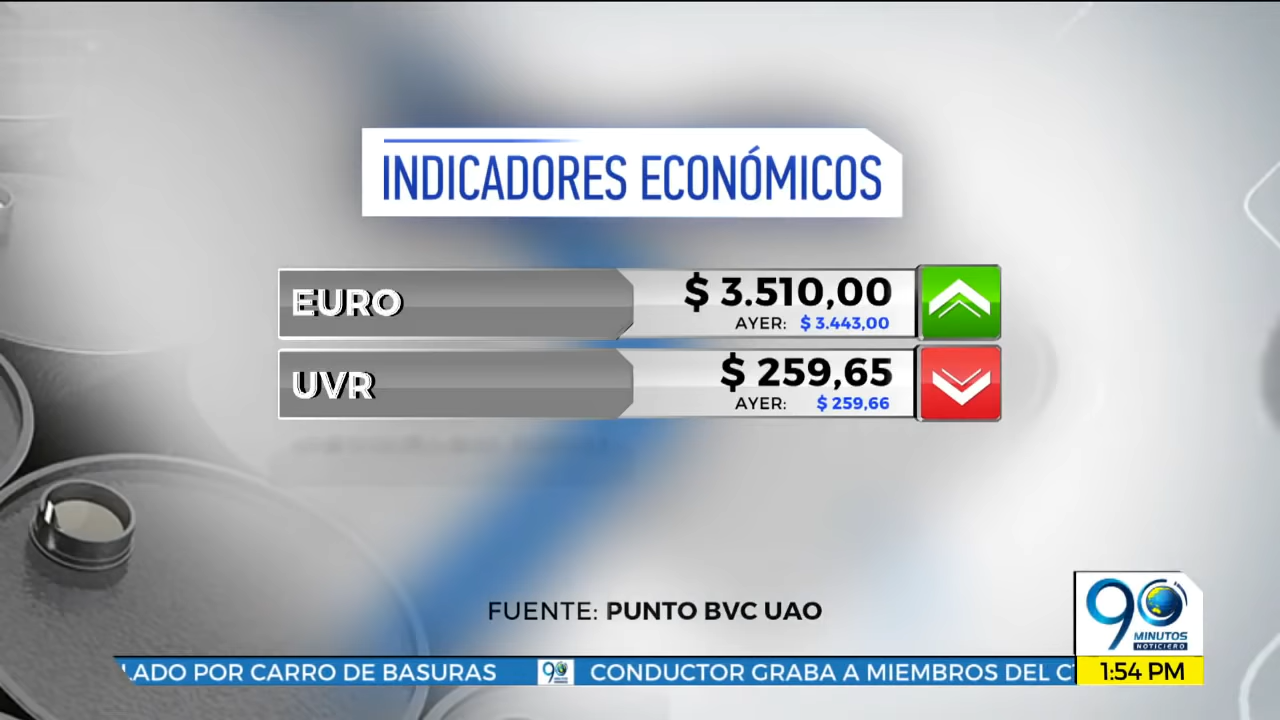 INDICADORES ECONÓMICOS
EURO
$ 3.510,00
AYER: $ 3.443,00
UVR
$ 259,65
AYER: $ 259,66
FUENTE: PUNTO BVC UAO
90
MINUTOS
NOTICIERO
LADO POR CARRO DE BASURAS 90 CONDUCTOR GRABA A MIEMBROS DEL
1:54 PM